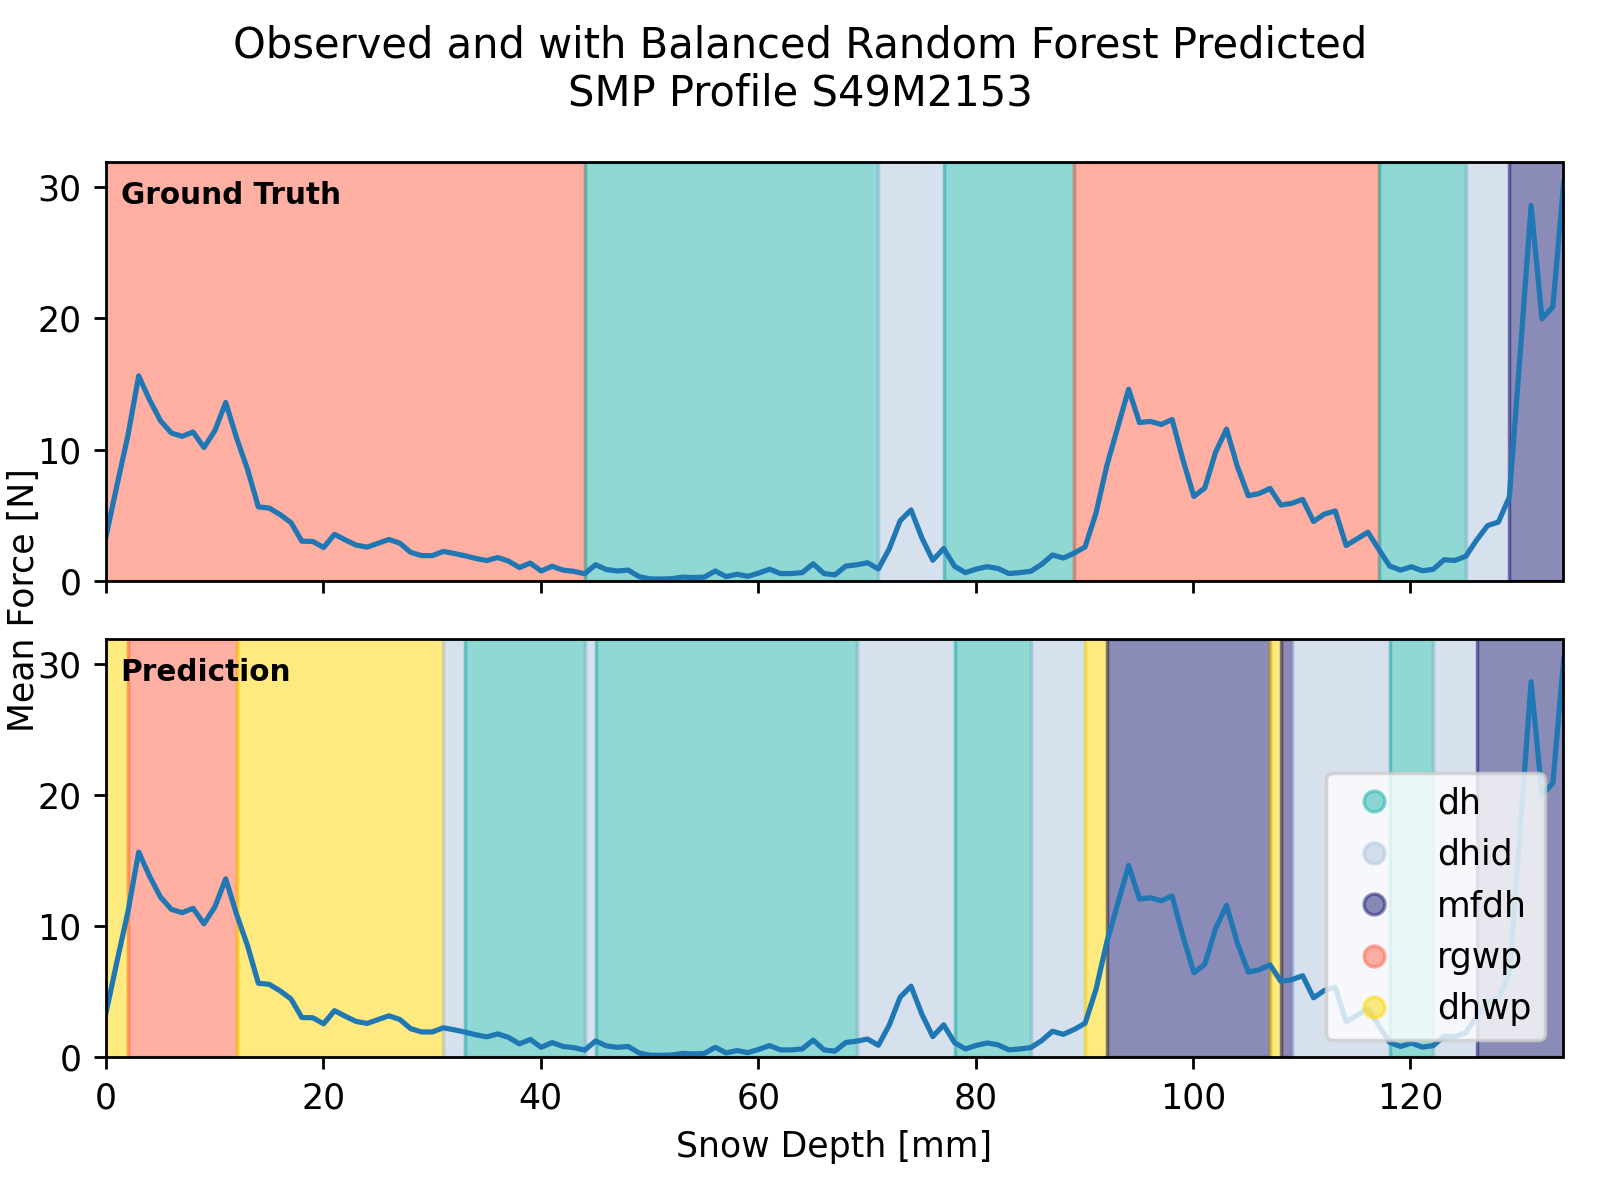 Observed and with Balanced Random Forest Predicted
SMP Profile S49M2153
Mean Force [N]
30
20
10
0
Ground Truth
30
20
10
0
Prediction
dh
dhid
mfdh
rgwp
dhwp
0 20 40 60 80 100 120
Snow Depth [mm]